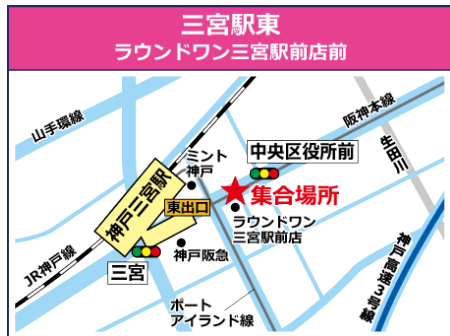 三宮駅東
ラウンドワン三宮駅前店前
山手環線
阪神本線
生田川
ミント
神戸
中央区役所前
集合場所
神戸三宮駅
東出口
ラウンドワン
三宮駅前店
JR神戸線
三宮
神戸阪急
ポート
アイランド線
神戸高速3号線